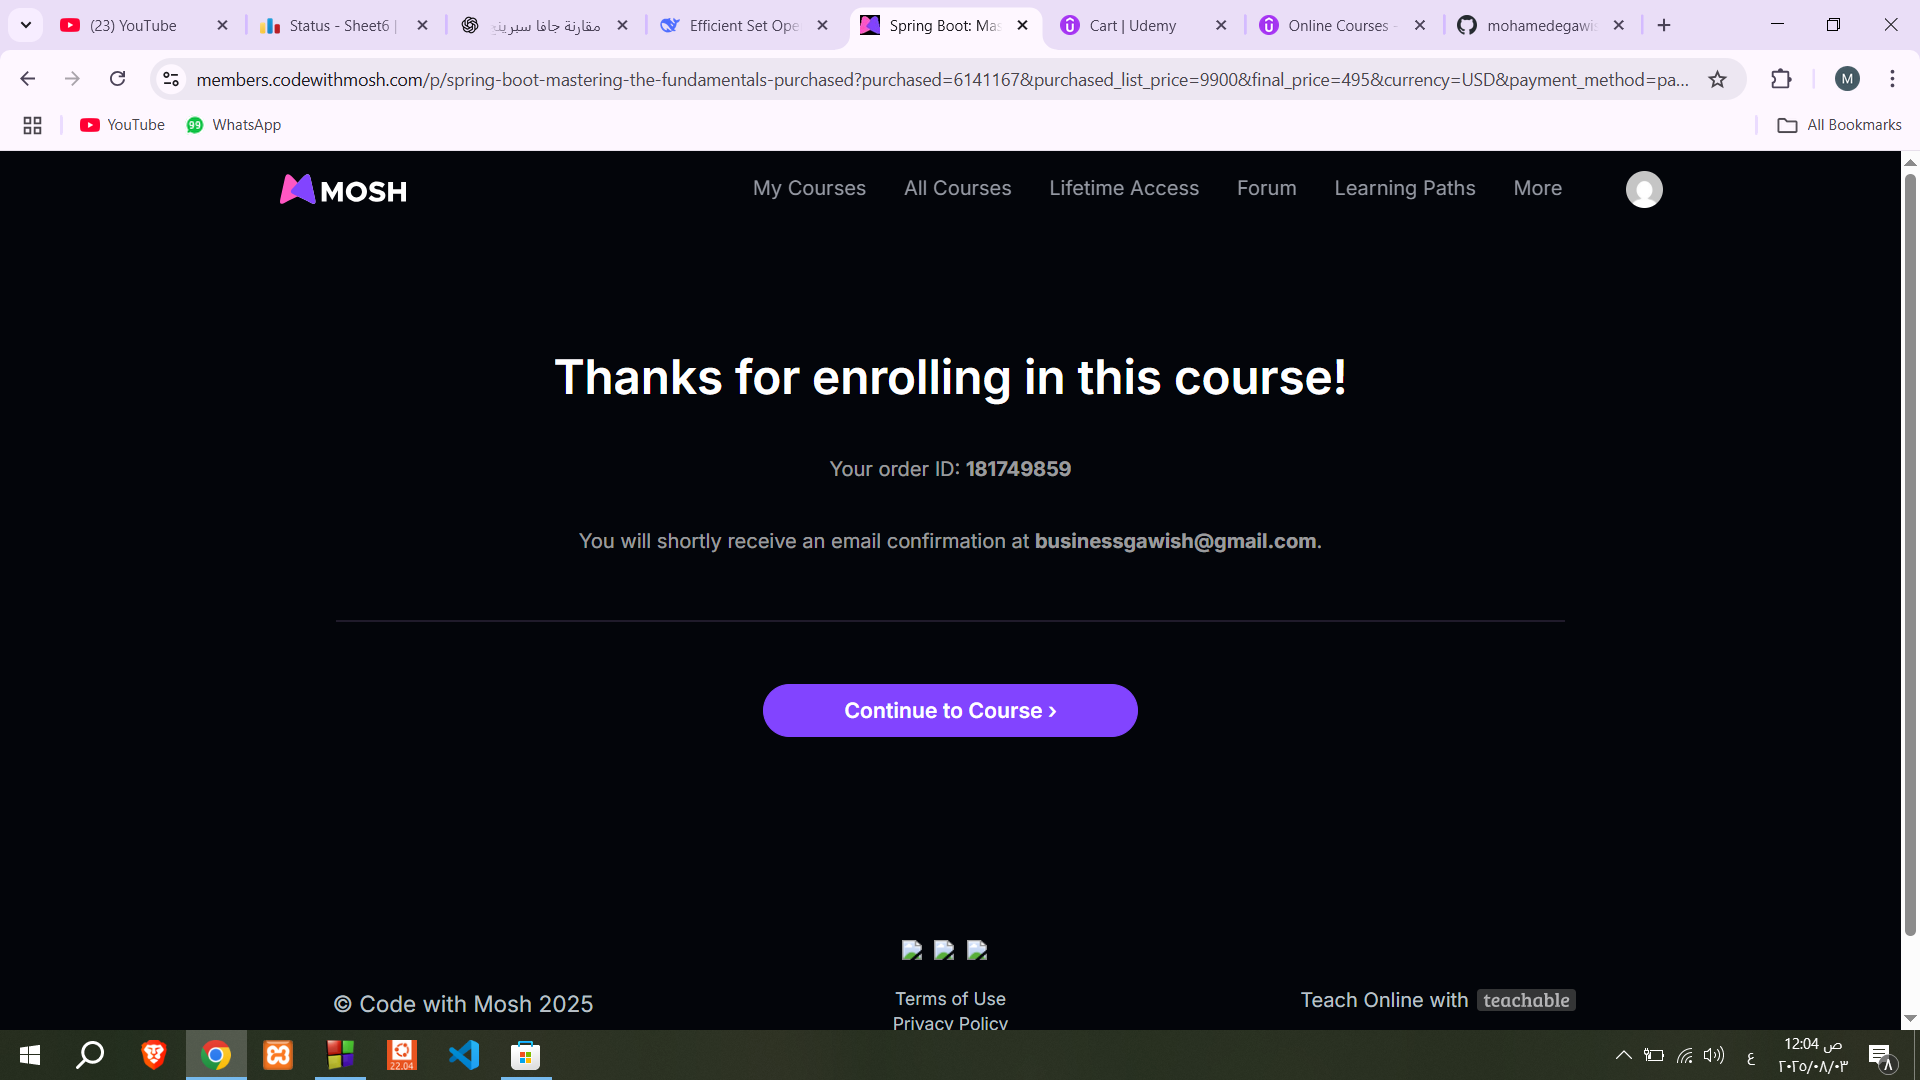 (23) YouTube
Status - Sheet6 |
مقارنة جافا سبرينج
Efficient Set Ope
Spring Boot: Mas
Cart | Udemy
Online Courses -
mohamedegawis
members.codewithmosh.com/p/spring-boot-mastering-the-fundamentals-purchased?purchased=6141167&purchased_list_price=9900&final_price=495&currency=USD&payment_method=pa...
M
YouTube
99
WhatsApp
All Bookmarks
MOSH
My Courses
All Courses
Lifetime Access
Forum
Learning Paths
More
Thanks for enrolling in this course!
Your order ID: 181749859
You will shortly receive an email confirmation at businessgawish@gmail.com.
Continue to Course ›
© Code with Mosh 2025
Terms of Use
Privacy Policy
Teach Online with teachable
22.04
ع
12:04 ص
٢٠٢٥/٠٨/٠٣
٨